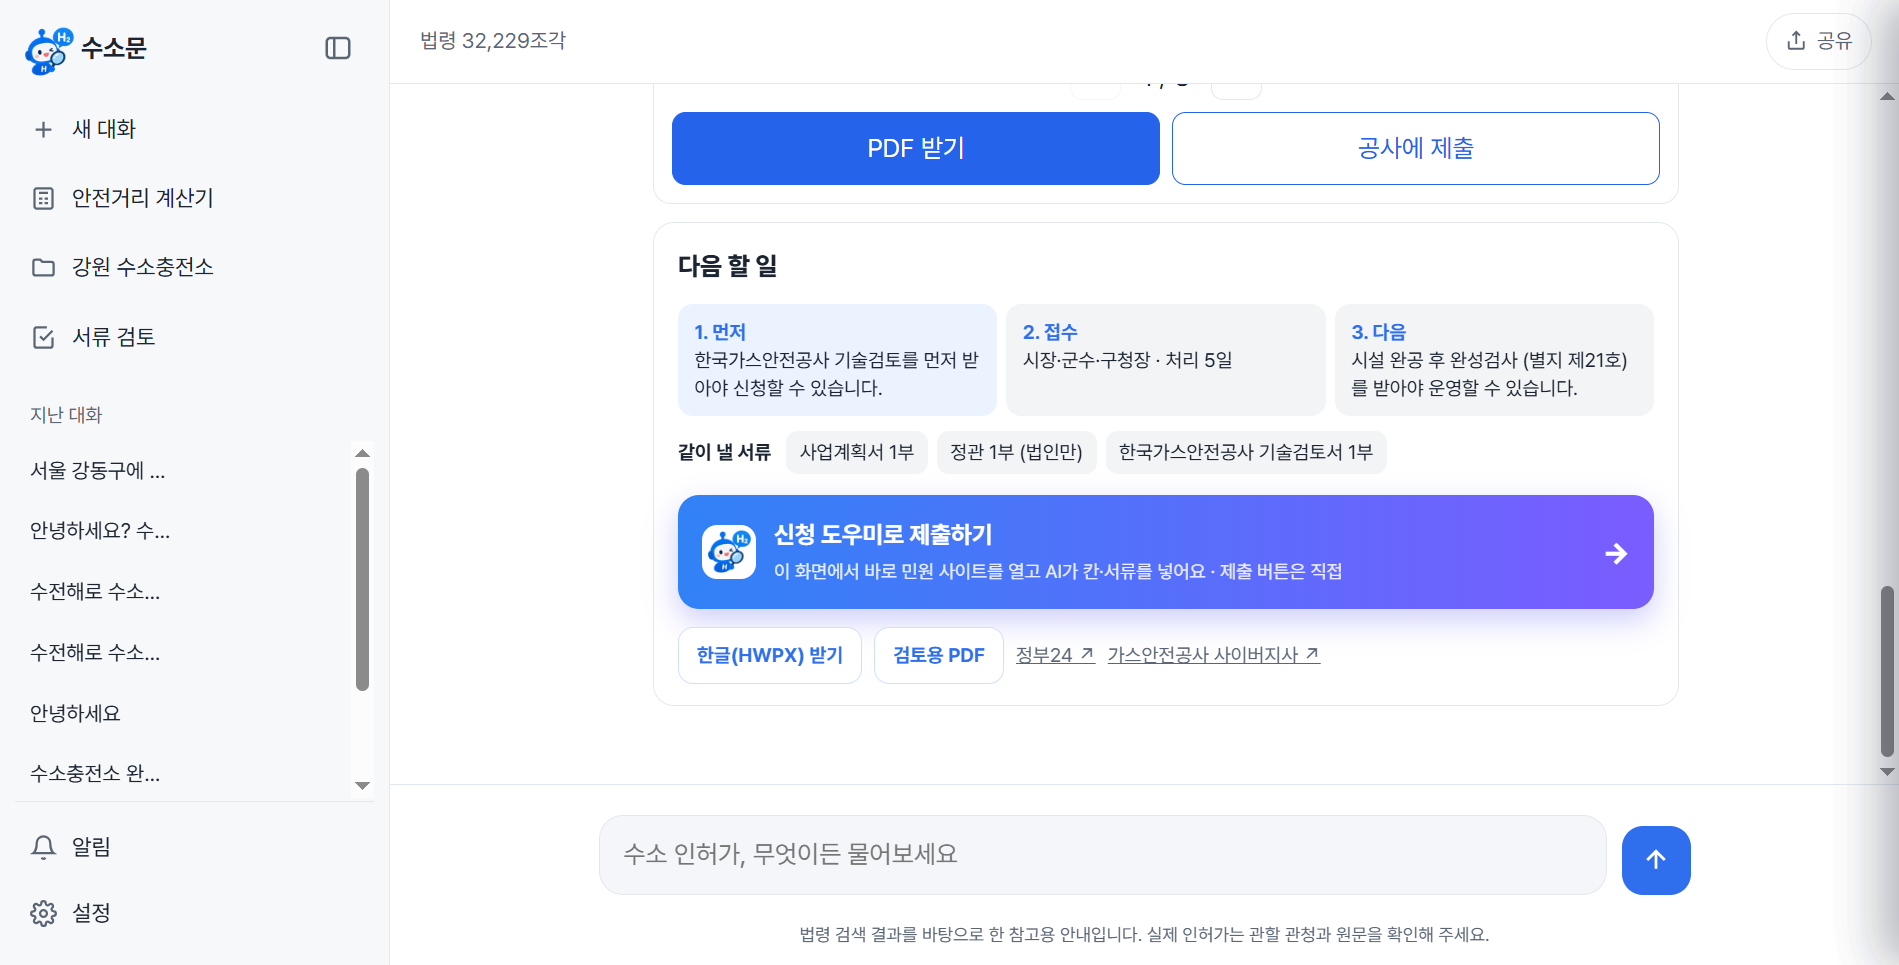 수소문
새 대화
안전거리 계산기
강원 수소충전소
서류 검토
지난 대화
서울 강동구에 ...
안녕하세요? 수...
수전해로 수소...
수전해로 수소...
안녕하세요
수소충전소 완...
알림
설정
법령 32,229조각
공유
PDF 받기
공사에 제출
다음 할 일
1. 먼저
한국가스안전공사 기술검토를 먼저 받
아야 신청할 수 있습니다.
2. 접수
시장·군수·구청장 · 처리 5일
3. 다음
시설 완공 후 완성검사 (별지 제21호)
를 받아야 운영할 수 있습니다.
같이 낼 서류
사업계획서 1부
정관 1부 (법인만)
한국가스안전공사 기술검토서 1부
H₂
H
신청 도우미로 제출하기
이 화면에서 바로 민원 사이트를 열고 AI가 칸·서류를 넣어요 · 제출 버튼은 직접
한글(HWPX) 받기
검토용 PDF
정부24 ↗
가스안전공사 사이버지사 ↗
수소 인허가, 무엇이든 물어보세요
법령 검색 결과를 바탕으로 한 참고용 안내입니다. 실제 인허가는 관할 관청과 원문을 확인해 주세요.